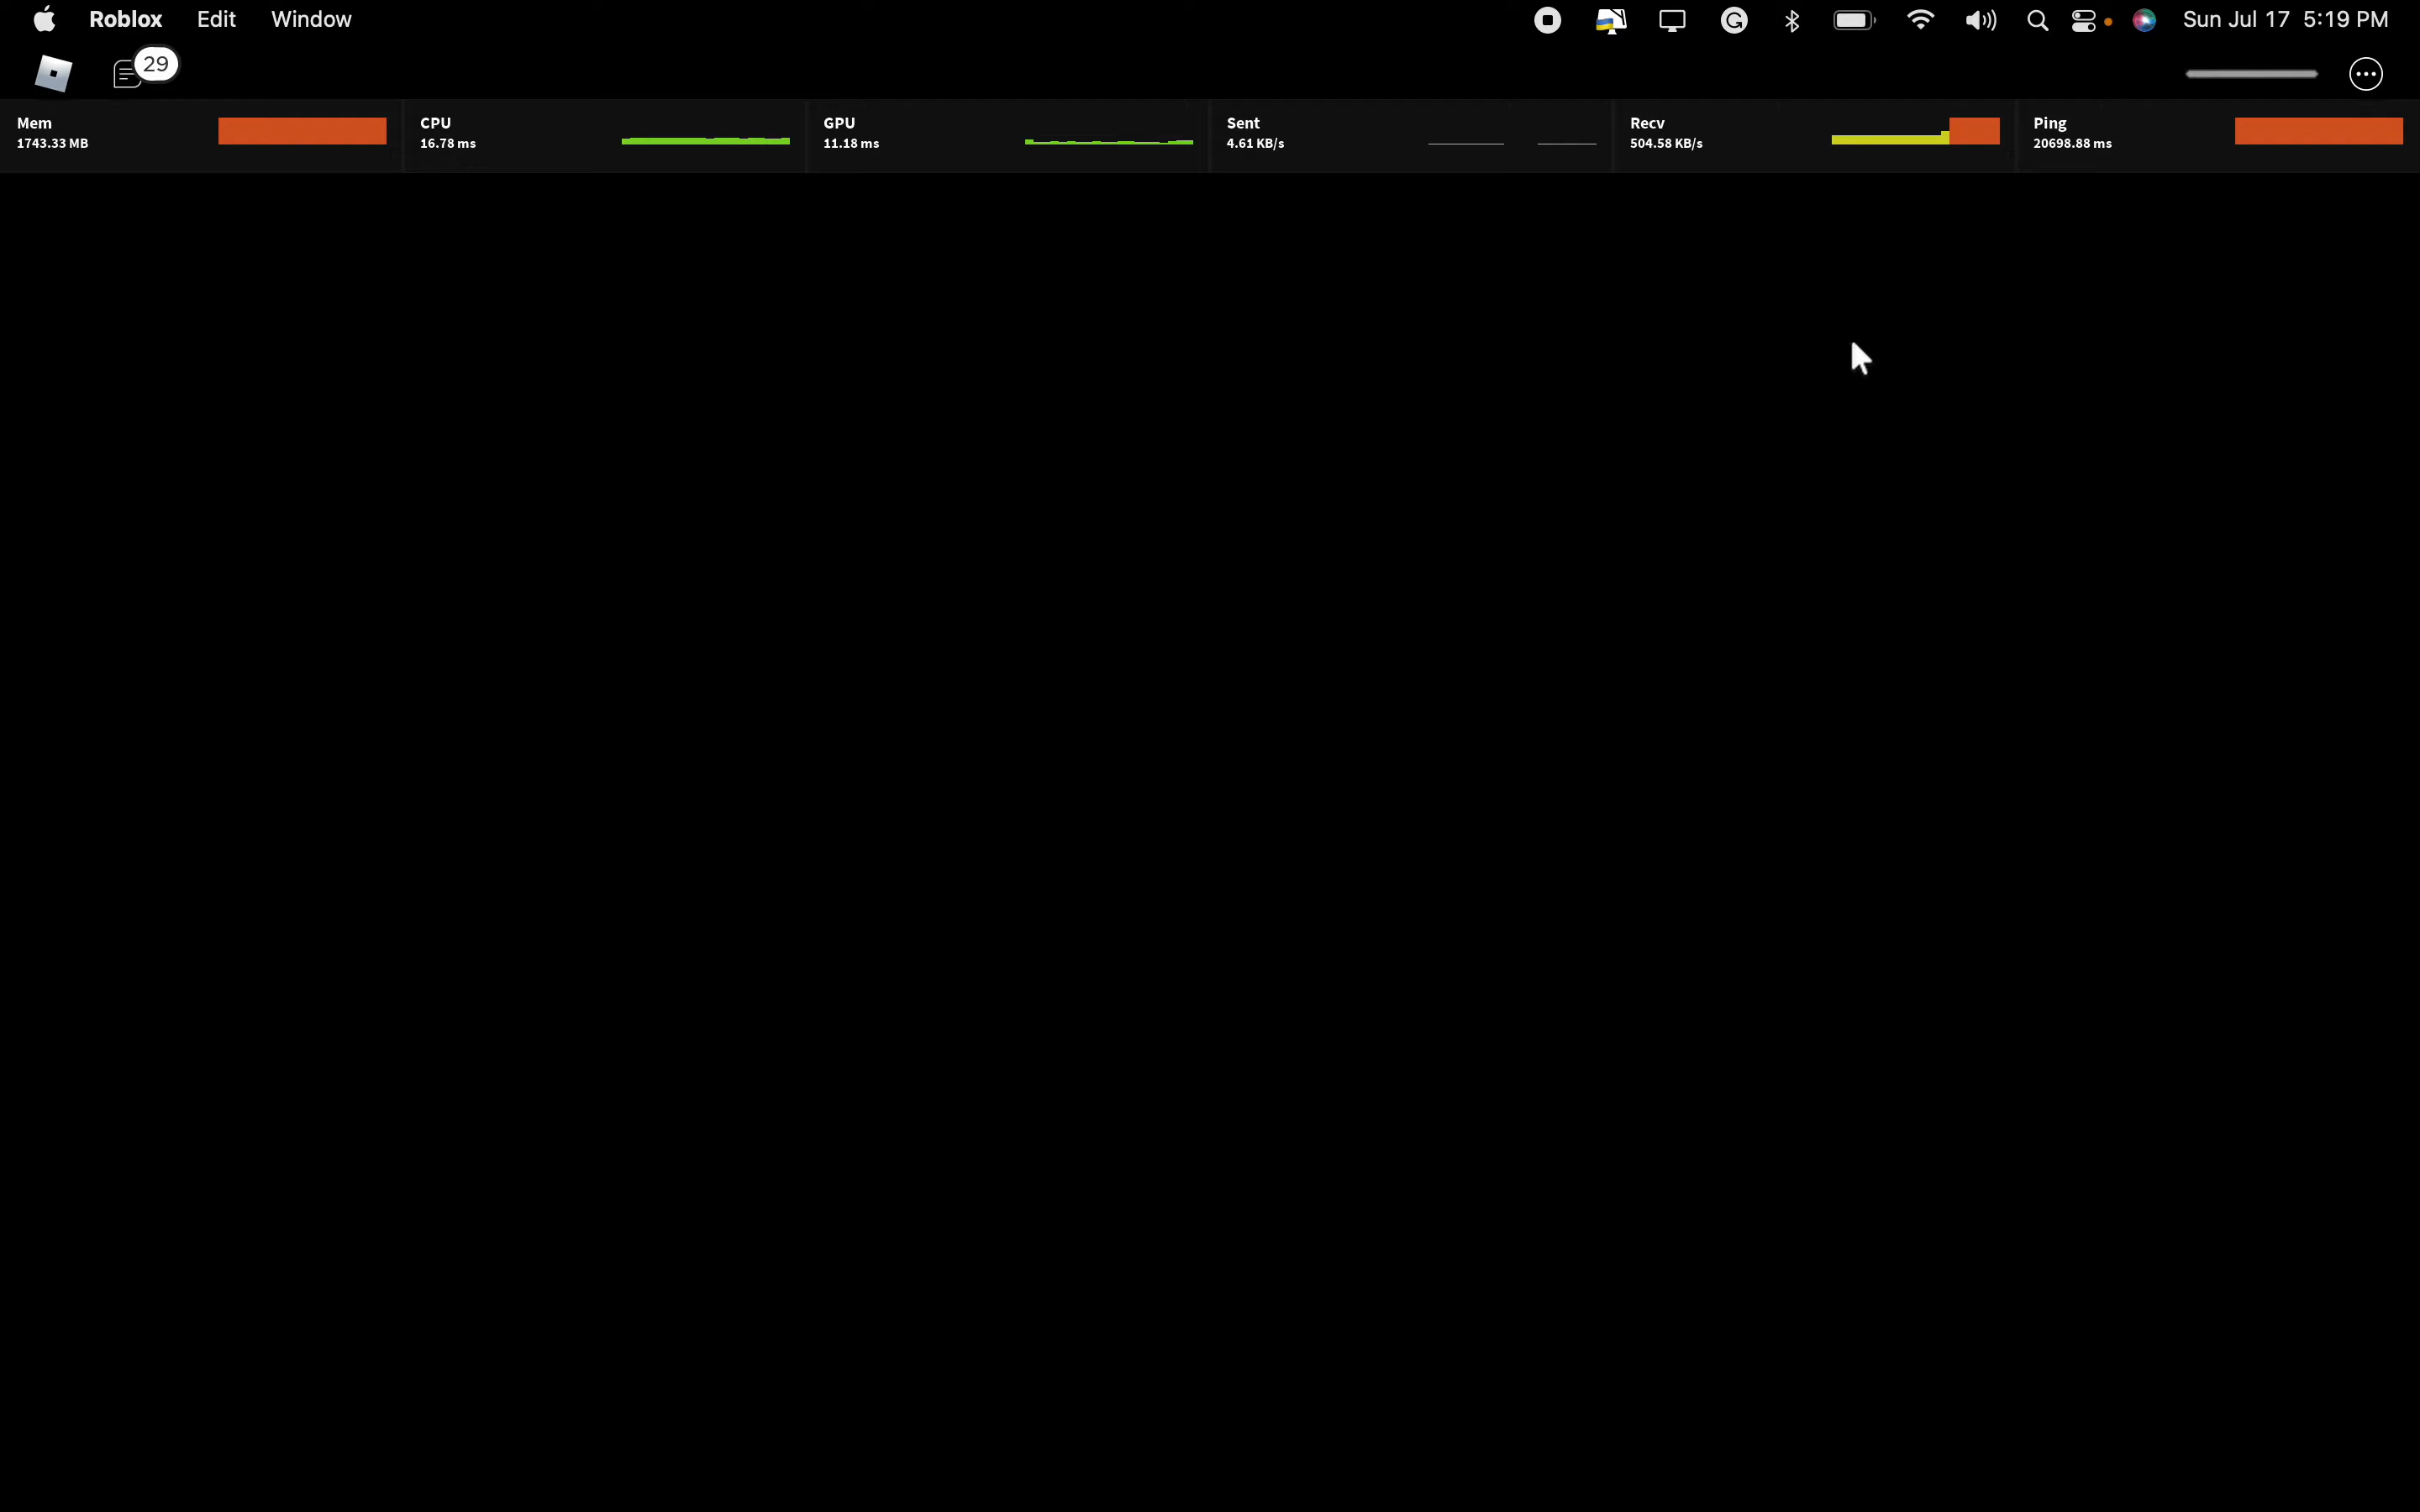 Roblox Edit Window Sun Jul 17 5:19 PM
29
Mem CPU GPU Sent Recv Ping
1743.33 MB 16.78 ms 11.18 ms 4.61 KB/s 504.58 KB/s 20698.88 ms